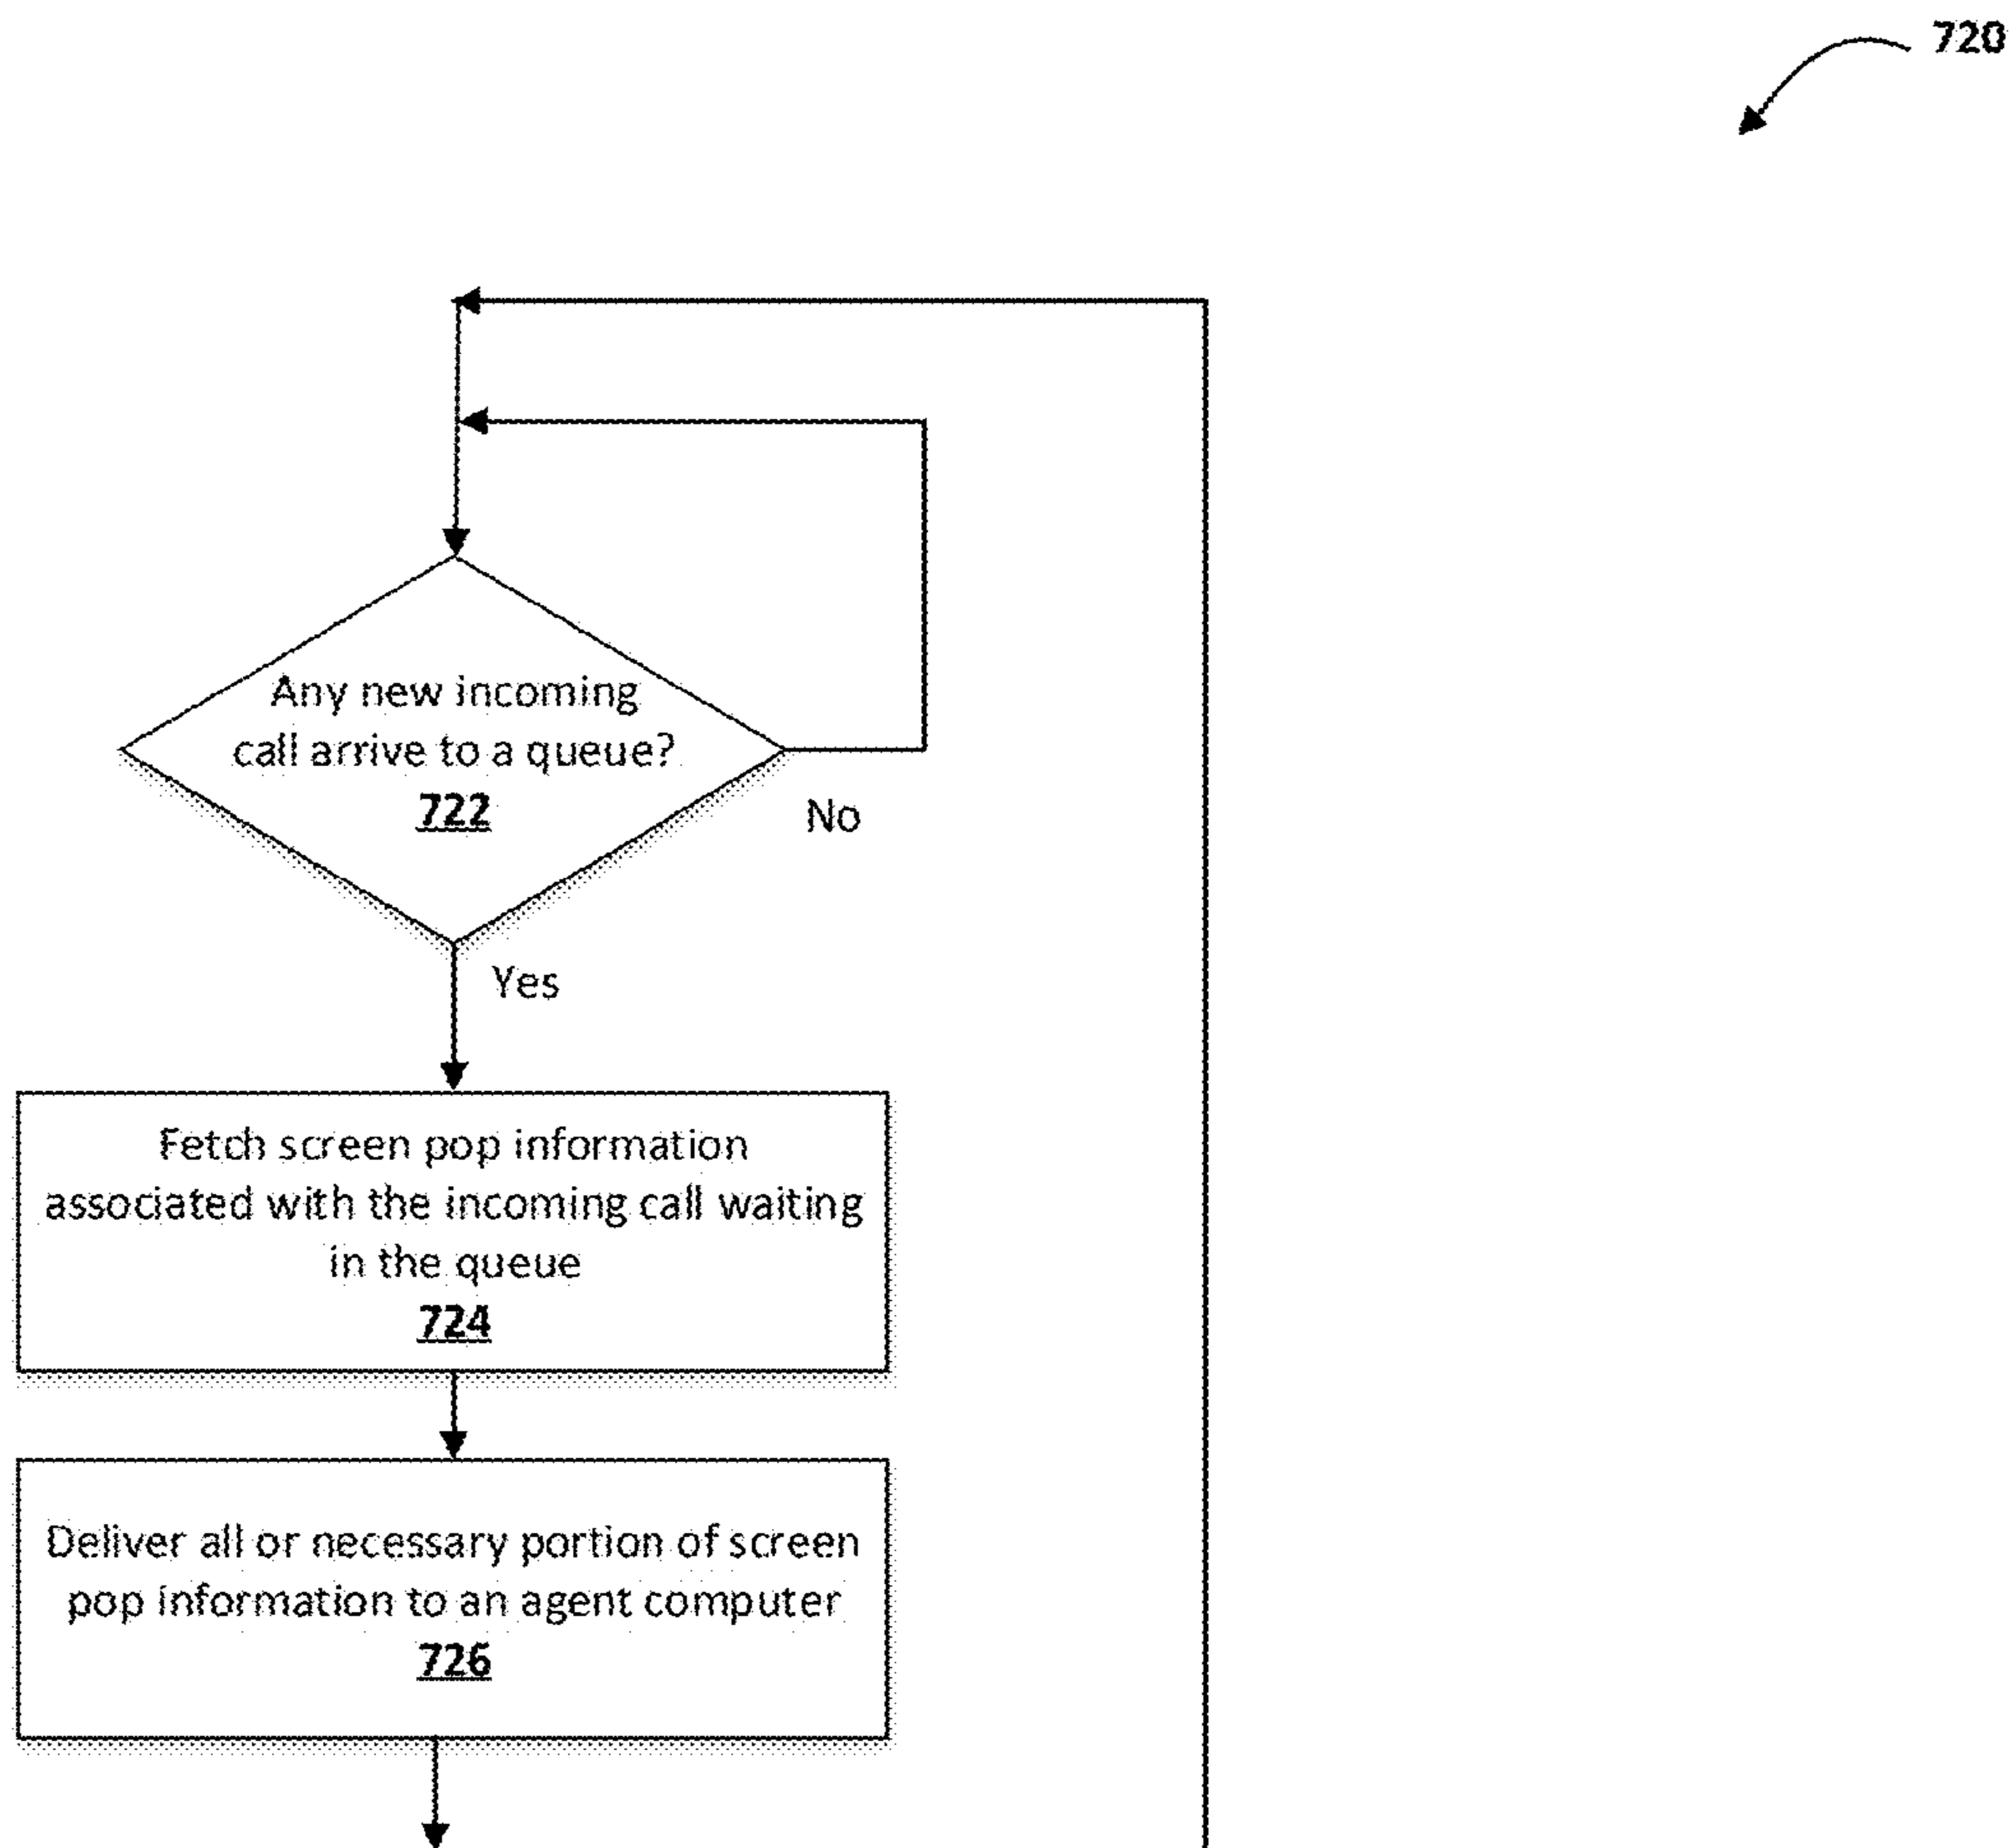 720
Any new incoming
call arrive to a queue?
722
No
Yes
Fetch screen pop information
associated with the incoming call waiting
in the queue
724
Deliver all or necessary portion of screen
pop information to an agent computer
726